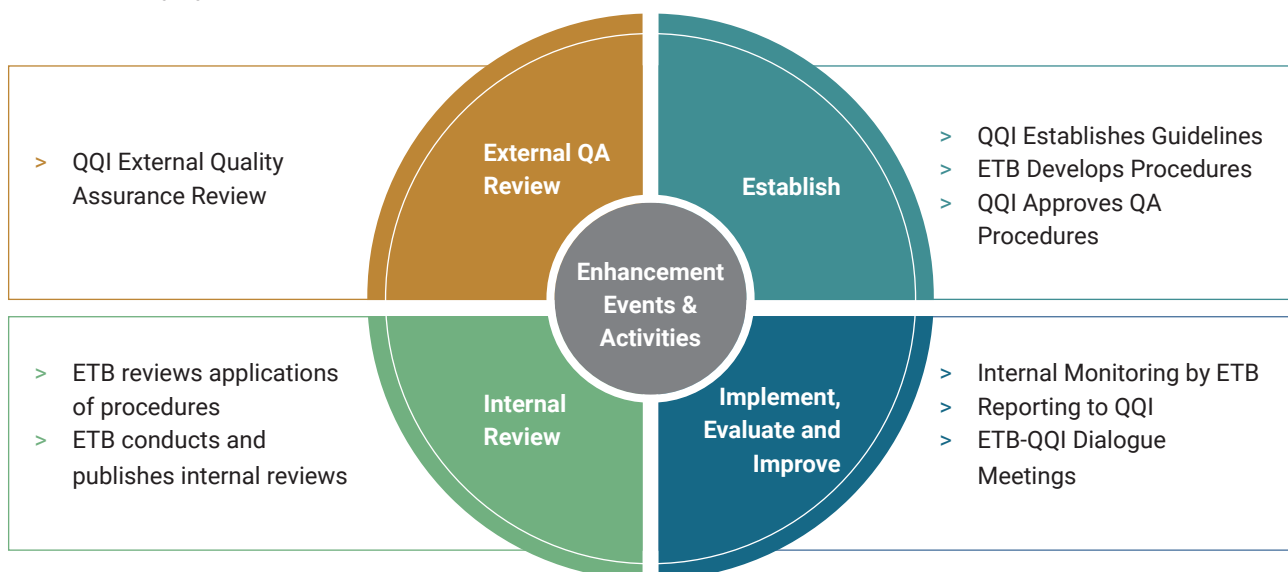 > QQI External Quality
Assurance Review
External QA
Review
Establish
> QQI Establishes Guidelines
> ETB Develops Procedures
> QQI Approves QA
Procedures
Enhancement
Events &
Activities
> ETB reviews applications
of procedures
> ETB conducts and
publishes internal reviews
Internal
Review
Implement,
Evaluate and
Improve
> Internal Monitoring by ETB
> Reporting to QQI
> ETB-QQI Dialogue
Meetings